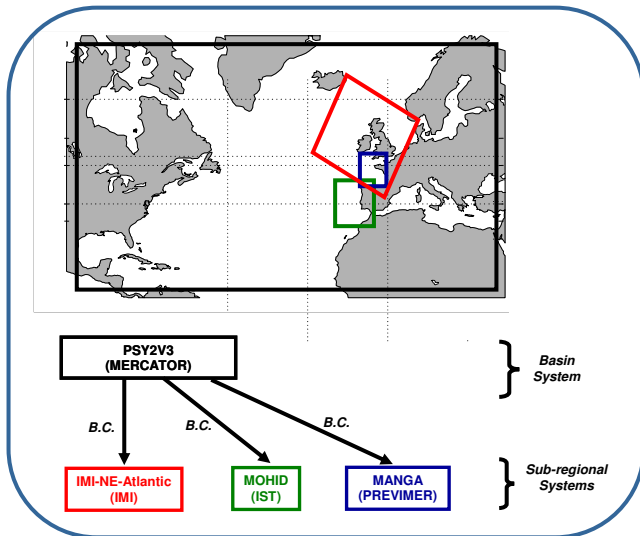 PSY2V3
(MERCATOR)
Basin
System
B.C.
B.C.
B.C.
IMI-NE-Atlantic
(IMI)
MOHID
(IST)
MANGA
(PREVIMER)
Sub-regional
Systems